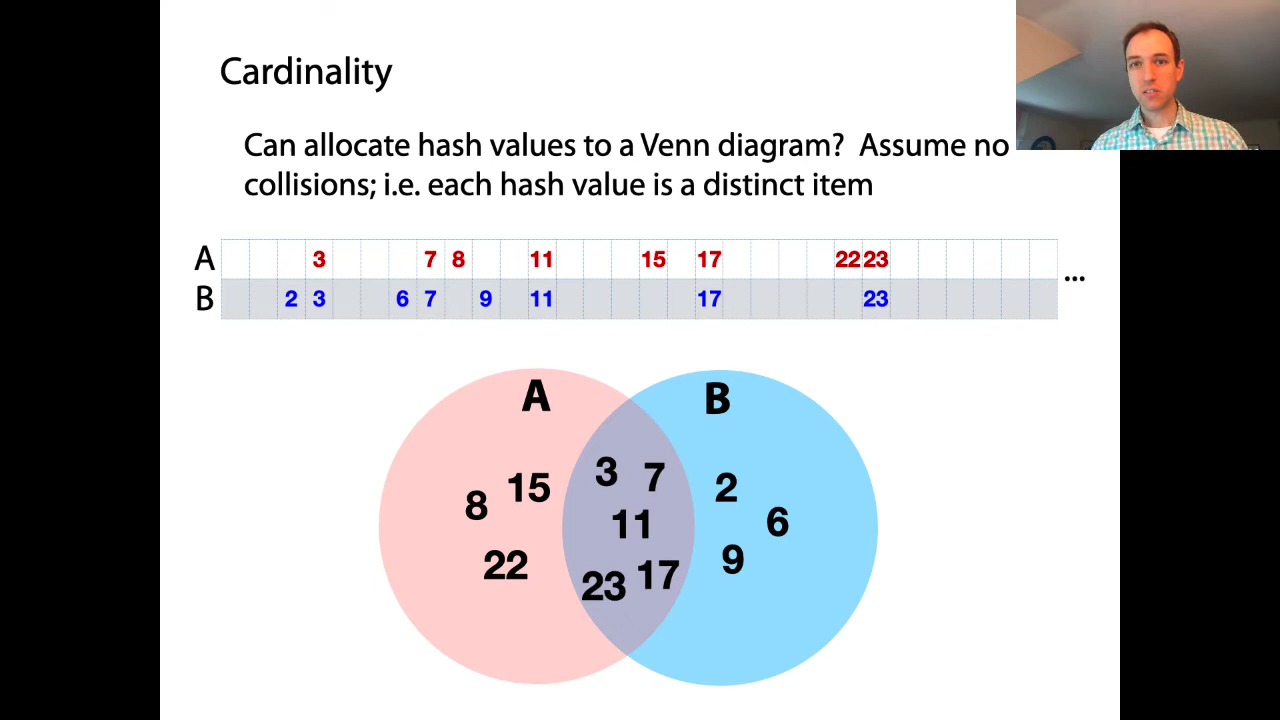 Cardinality
Can allocate hash values to a Venn diagram? Assume no
collisions; i.e. each hash value is a distinct item
A 3 7 8 11 15 17 22 23
B 2 3 6 7 9 11 17 23
...
A B
3 7
8 15 2
11 6
22 9
23 17